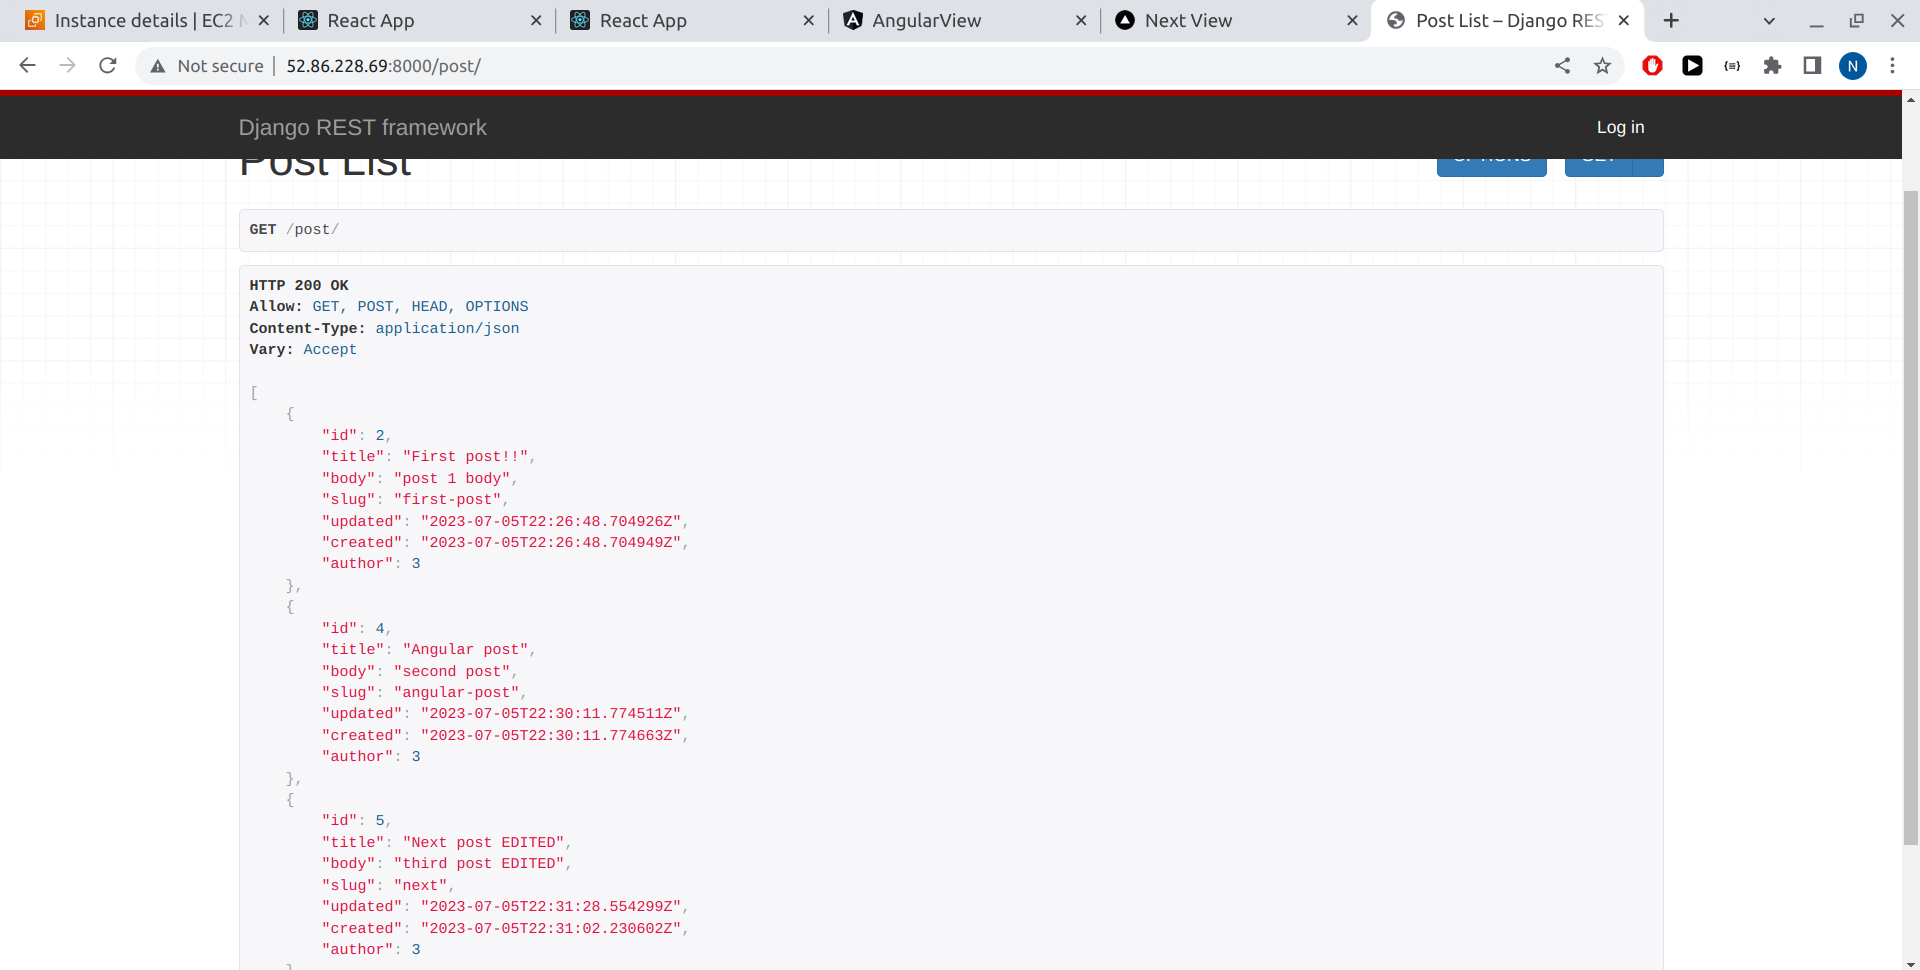 Instance details | EC2 M
React App
React App
AngularView
Next View
Post List – Django RES
Not secure
52.86.228.69:8000/post/
N
Django REST framework
Log in
Post List
OPTIONS
GET
GET /post/
HTTP 200 OK
Allow: GET, POST, HEAD, OPTIONS
Content-Type: application/json
Vary: Accept
[
{
"id": 2,
"title": "First post!!",
"body": "post 1 body",
"slug": "first-post",
"updated": "2023-07-05T22:26:48.704926Z",
"created": "2023-07-05T22:26:48.704949Z",
"author": 3
},
{
"id": 4,
"title": "Angular post",
"body": "second post",
"slug": "angular-post",
"updated": "2023-07-05T22:30:11.774511Z",
"created": "2023-07-05T22:30:11.774663Z",
"author": 3
},
{
"id": 5,
"title": "Next post EDITED",
"body": "third post EDITED",
"slug": "next",
"updated": "2023-07-05T22:31:28.554299Z",
"created": "2023-07-05T22:31:02.230602Z",
"author": 3
}